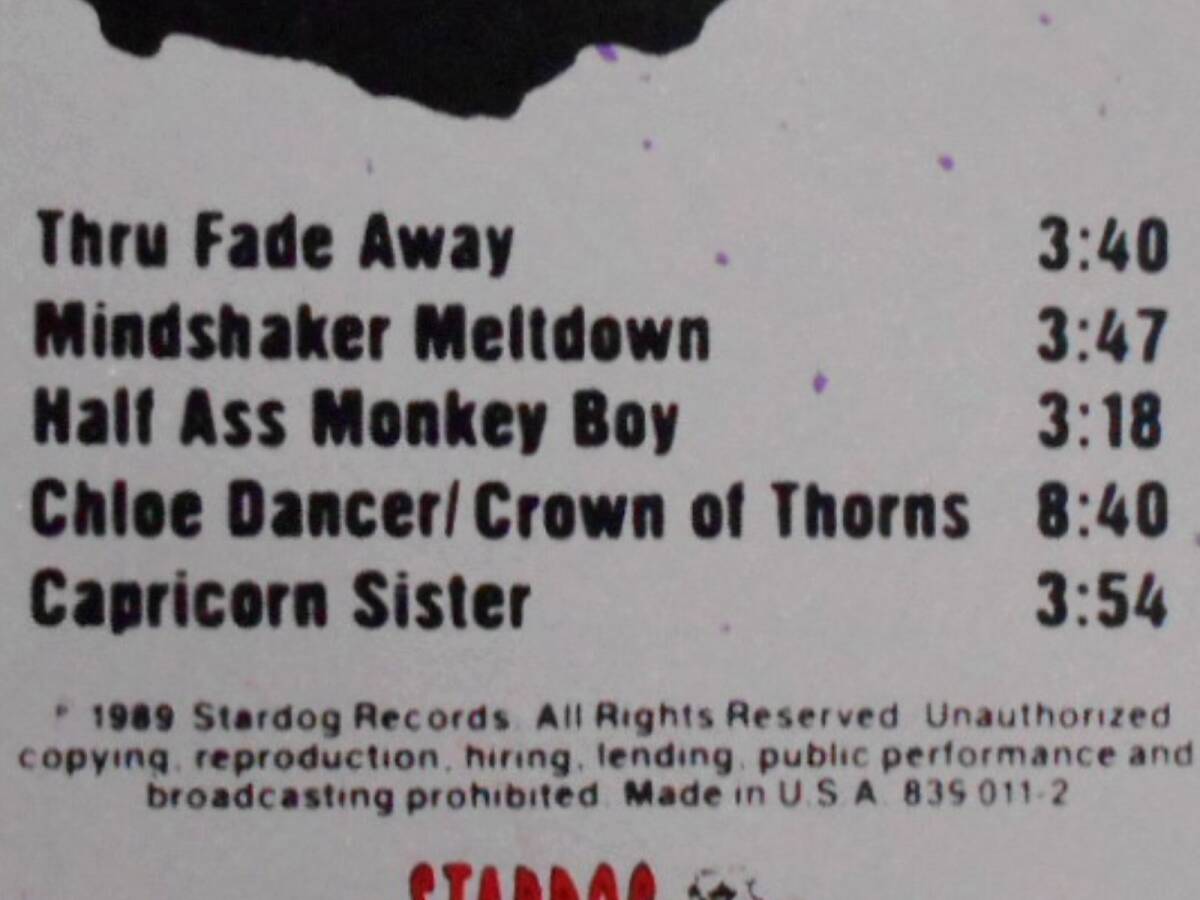 Thru Fade Away 3:40
Mindshaker Meltdown 3:47
Half Ass Monkey Boy 3:18
Chloe Dancer/Crown of Thorns 8:40
Capricorn Sister 3:54
℗ 1989 Stardog Records. All Rights Reserved. Unauthorized
copying, reproduction, hiring, lending, public performance and
broadcasting prohibited. Made in U.S.A. 839 011-2
STARDOG